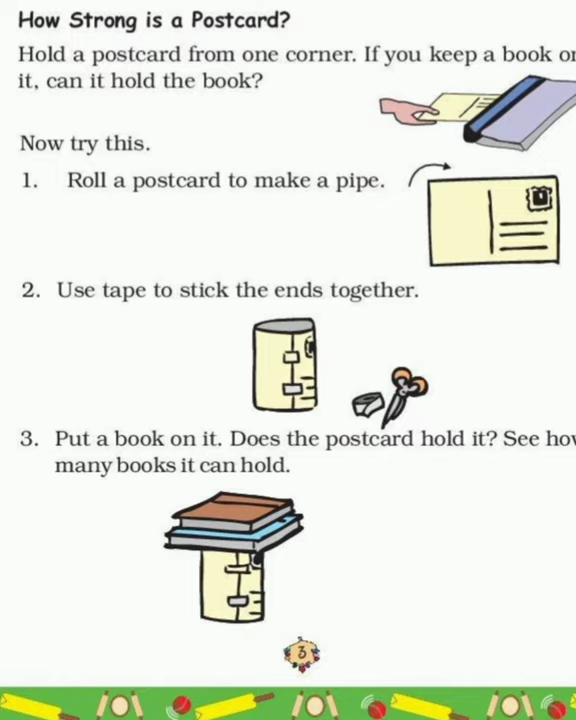 How Strong is a Postcard?
Hold a postcard from one corner. If you keep a book
it, can it hold the book?
Now try this.
1. Roll a postcard to make a pipe.
2. Use tape to stick the ends together.
3. Put a book on it. Does the postcard hold it? See
many books it can hold.
3